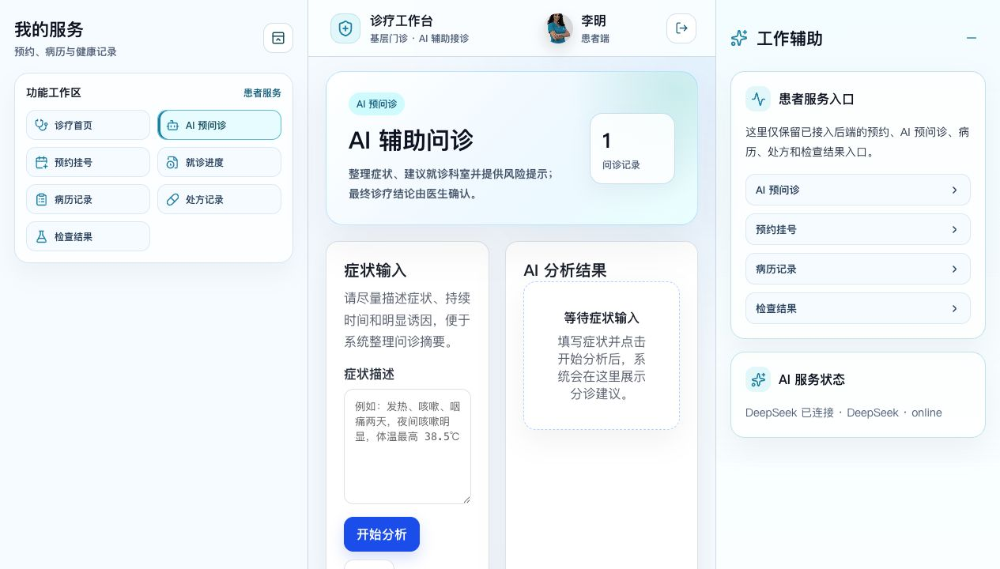 我的服务
预约、病历与健康记录
功能工作区
患者服务
诊疗首页
AI 预问诊
预约挂号
就诊进度
病历记录
处方记录
检查结果
诊疗工作台
基层门诊 · AI 辅助接诊
李明
患者端
AI 预问诊
AI 辅助问诊
整理症状、建议就诊科室并提供风险提示；
最终诊疗结论由医生确认。
1
问诊记录
症状输入
请尽量描述症状、持续
时间和明显诱因，便于
系统整理问诊摘要。
症状描述
例如：发热、咳嗽、咽
痛两天，夜间咳嗽明
显，体温最高 38.5℃
开始分析
AI 分析结果
等待症状输入
填写症状并点击
开始分析后，系
统会在这里展示
分诊建议。
工作辅助
患者服务入口
这里仅保留已接入后端的预约、AI 预问诊、病
历、处方和检查结果入口。
AI 预问诊
预约挂号
病历记录
检查结果
AI 服务状态
DeepSeek 已连接 · DeepSeek · online